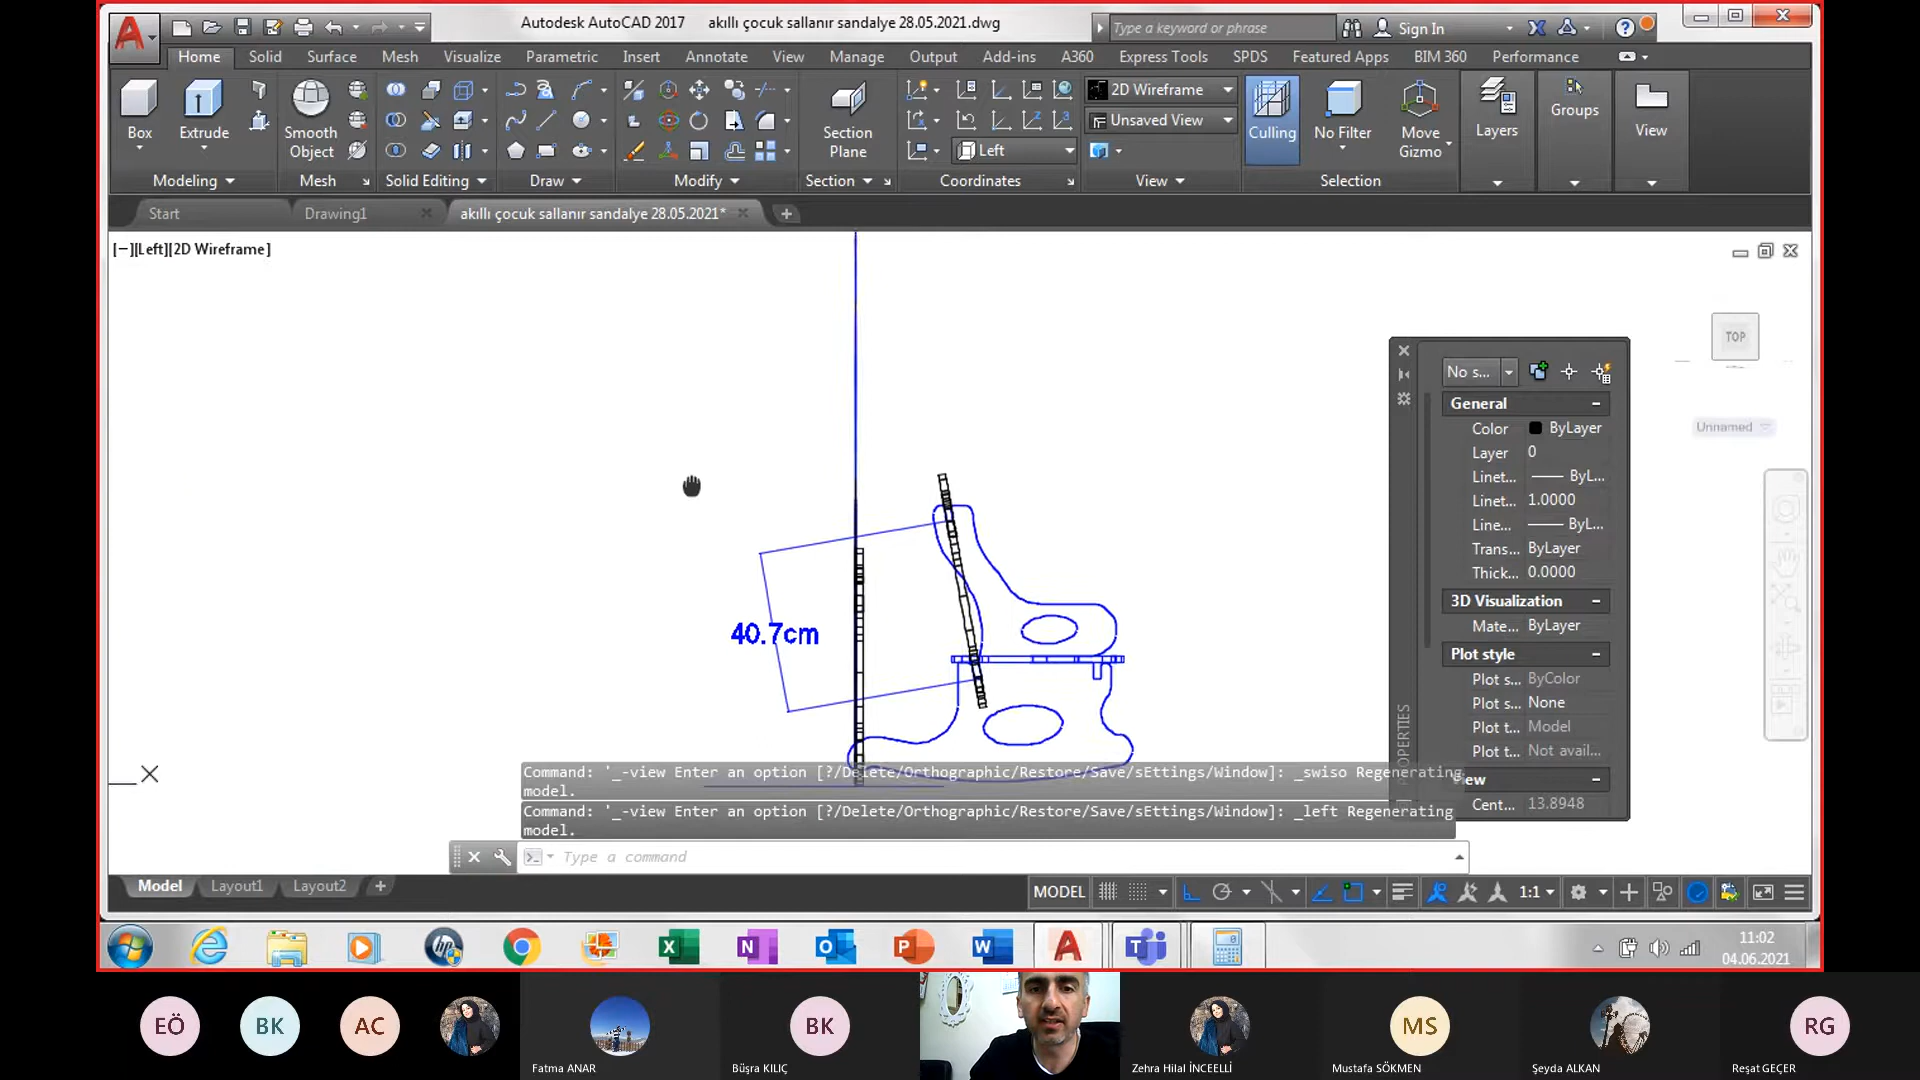 Autodesk AutoCAD 2017 akıllı çocuk sallanır sandalye 28.05.2021.dwg
Type a keyword or phrase
Sign In
Home Solid Surface Mesh Visualize Parametric Insert Annotate View Manage Output Add-ins A360 Express Tools SPDS Featured Apps BIM 360 Performance
Box
Extrude
Smooth
Object
Section
Plane
2D Wireframe
Unsaved View
Left
Culling
No Filter
Move
Gizmo
Layers
Groups
View
Modeling
Mesh
Solid Editing
Draw
Modify
Section
Coordinates
View
Selection
Start
Drawing1
akıllı çocuk sallanır sandalye 28.05.2021*
[−][Left][2D Wireframe]
TOP
Unnamed
40.7cm
No s...
General
Color ByLayer
Layer 0
Linet... ByL...
Linet... 1.0000
Line... ByL...
Trans... ByLayer
Thick... 0.0000
3D Visualization
Mate... ByLayer
Plot style
Plot s... ByColor
Plot s... None
Plot t... Model
Plot t... Not avail...
Cent... 13.8948
Command: '_-view Enter an option [?/Delete/Orthographic/Restore/Save/sEttings/Window]: _swiso Regenerating
model.
Command: '_-view Enter an option [?/Delete/Orthographic/Restore/Save/sEttings/Window]: _left Regenerating
model.
Type a command
Model
Layout1
Layout2
MODEL
1:1
11:02
04.06.2021
EÖ
BK
AC
BK
MS
RG
Fatma ANAR
Büşra KILIÇ
Zehra Hilal İNCEELLİ
Mustafa SÖKMEN
Şeyda ALKAN
Reşat GEÇER